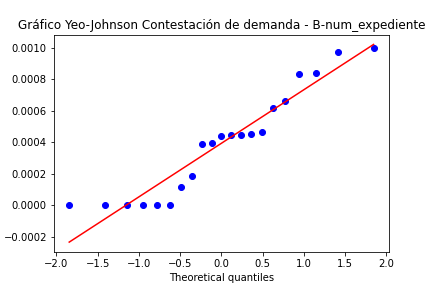 Gráfico Yeo-Johnson Contestación de demanda - B-num_expediente
0.0010
0.0008
0.0006
0.0004
0.0002
0.0000
−0.0002
−2.0 −1.5 −1.0 −0.5 0.0 0.5 1.0 1.5 2.0
Theoretical quantiles